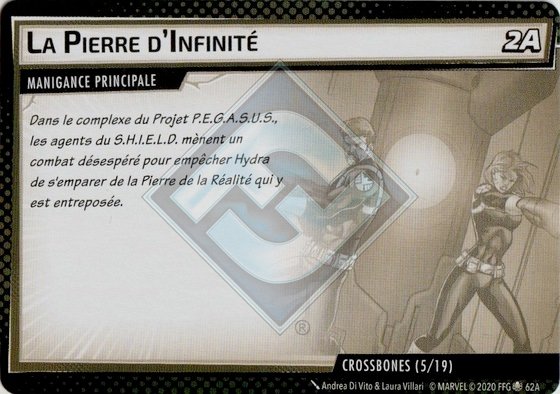 LA PIERRE D'INFINITÉ
2A
MANIGANCE PRINCIPALE
Dans le complexe du Projet P.E.G.A.S.U.S.,
les agents du S.H.I.E.L.D. mènent un
combat désespéré pour empêcher Hydra
de s'emparer de la Pierre de la Réalité qui y
est entreposée.
FG
®
CROSSBONES (5/19)
Andrea Di Vito & Laura Villari © MARVEL © 2020 FFG 62A